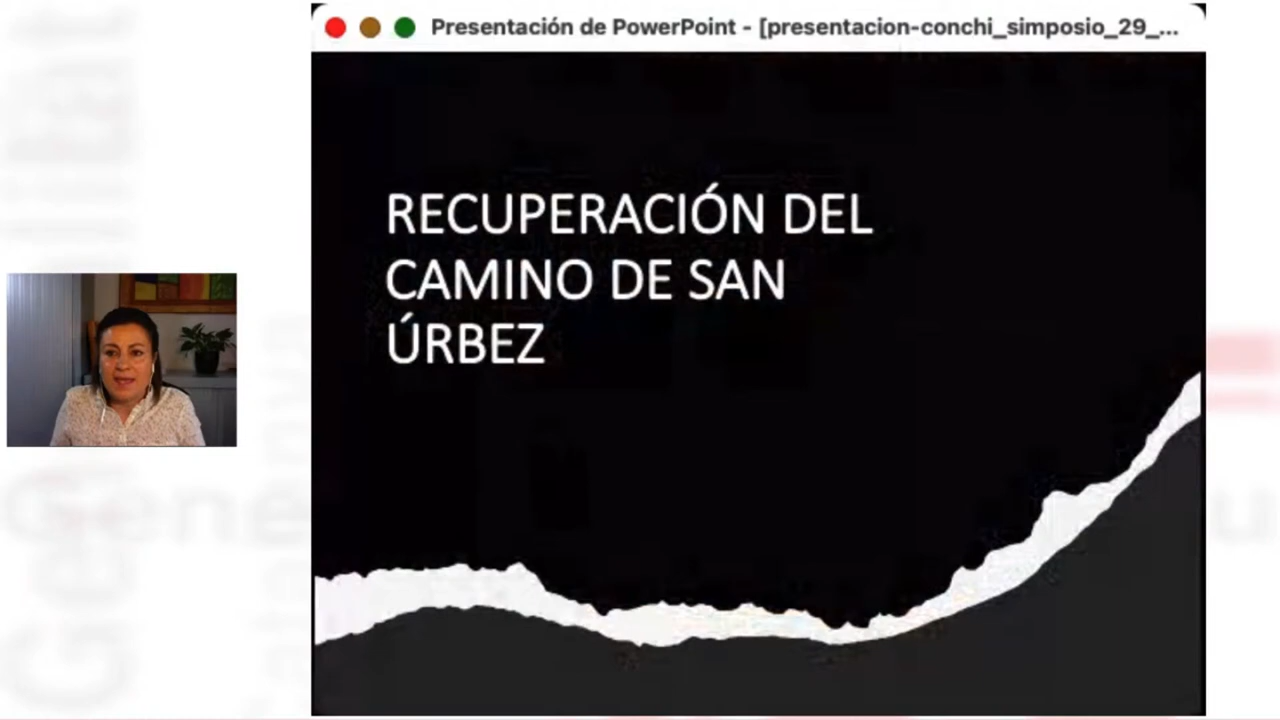 Presentación de PowerPoint - [presentacion-conchi_simposio_29_...
RECUPERACIÓN DEL
CAMINO DE SAN
ÚRBEZ